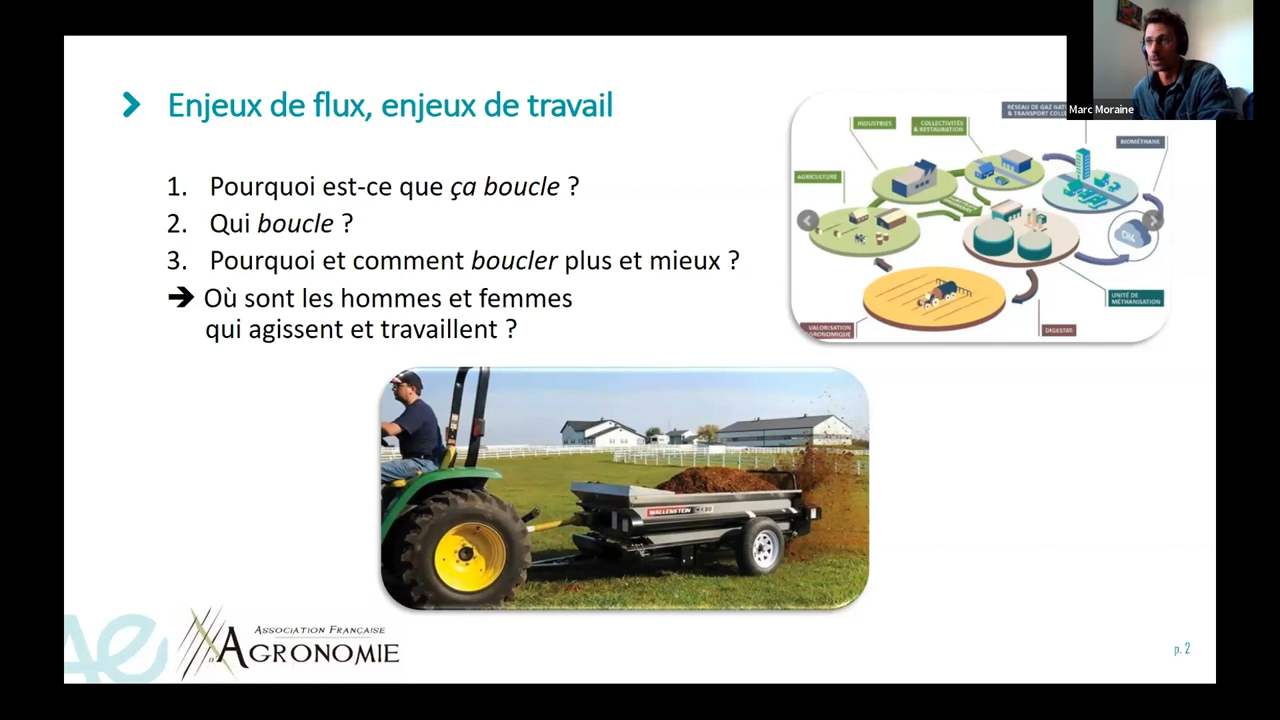 Marc Moraine
Enjeux de flux, enjeux de travail
1. Pourquoi est-ce que ça boucle ?
2. Qui boucle ?
3. Pourquoi et comment boucler plus et mieux ?
➔ Où sont les hommes et femmes
qui agissent et travaillent ?
RÉSEAU DE GAZ
& TRANSPORT
INDUSTRIES
COLLECTIVITÉS
& RESTAURATION
BIOMÉTHANE
AGRICULTURE
CH4
UNITÉ DE
MÉTHANISATION
VALORISATION
AGRONOMIQUE
DIGESTAT
WALLENSTEIN
ASSOCIATION FRANÇAISE
D'AGRONOMIE
p. 2